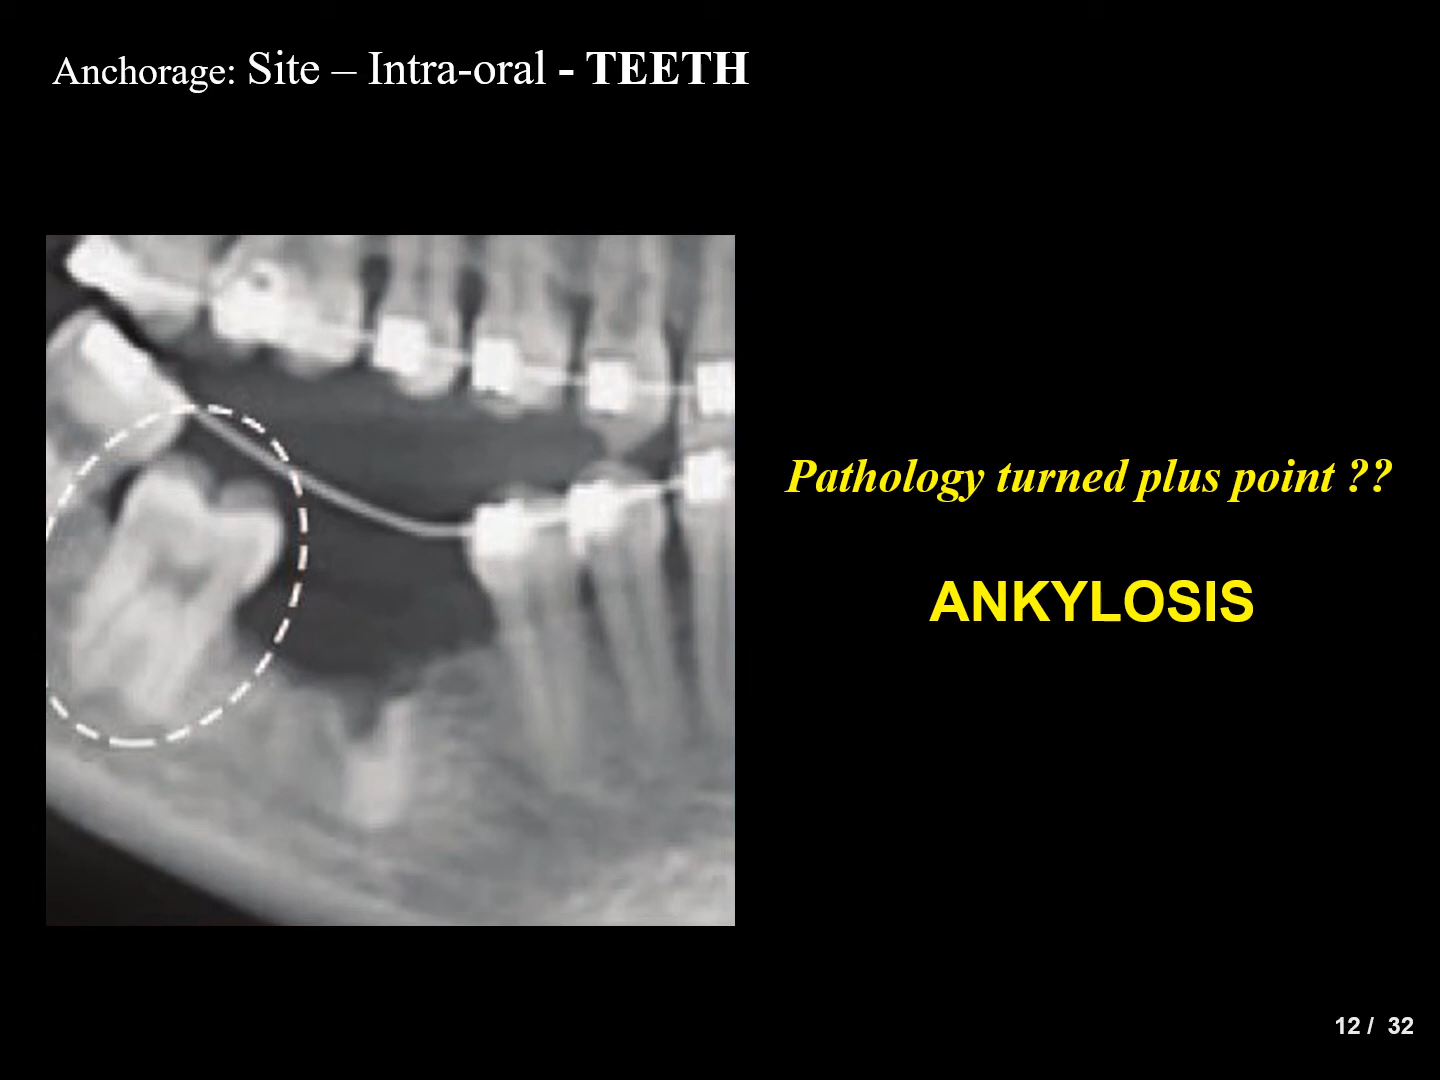 Anchorage: Site – Intra-oral - TEETH
Pathology turned plus point ??
ANKYLOSIS
12 / 32